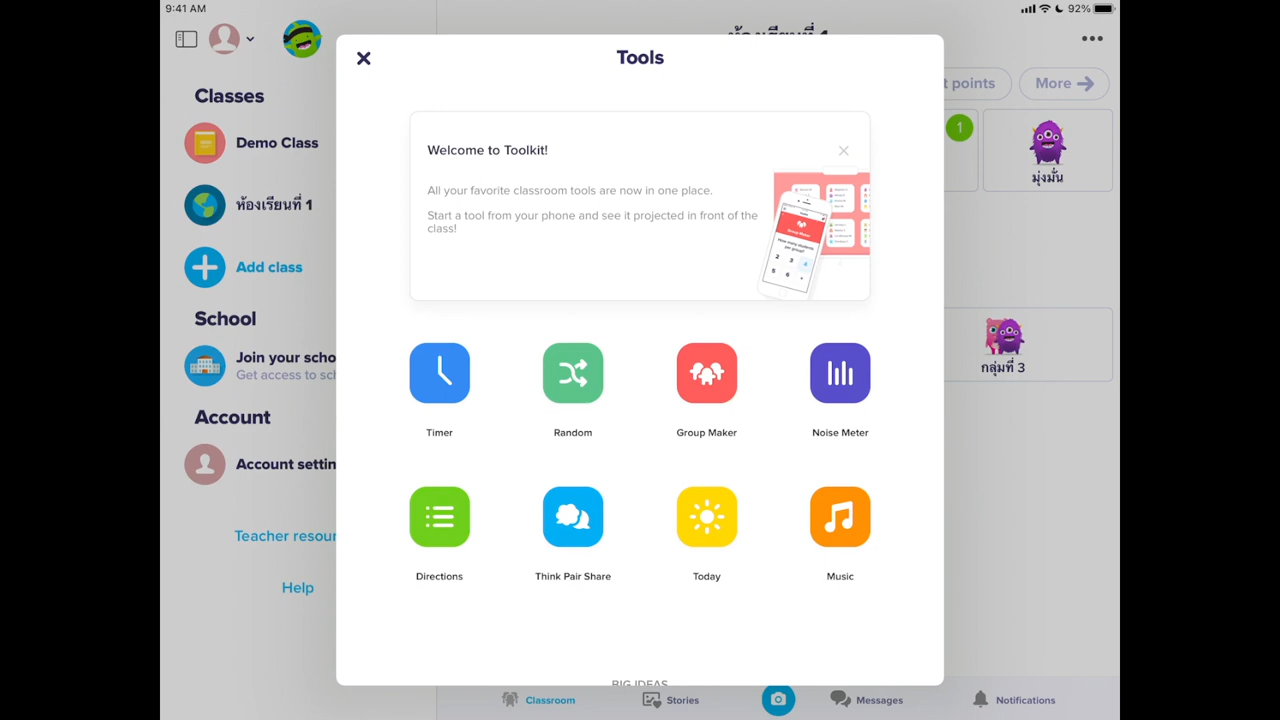 9:41 AM
92%
Classes
Demo Class
ห้องเรียนที่ 1
Add class
School
Account
Help
Tools
Welcome to Toolkit!
All your favorite classroom tools are now in one place.
Start a tool from your phone and see it projected in front of the
class!
Timer
Random
Group Maker
Noise Meter
Directions
Think Pair Share
Today
Music
BIG IDEAS
points
More
1
มุ่งมั่น
กลุ่มที่ 3
Join your
Get access to
Account
Teacher
Classroom
Stories
Messages
Notifications